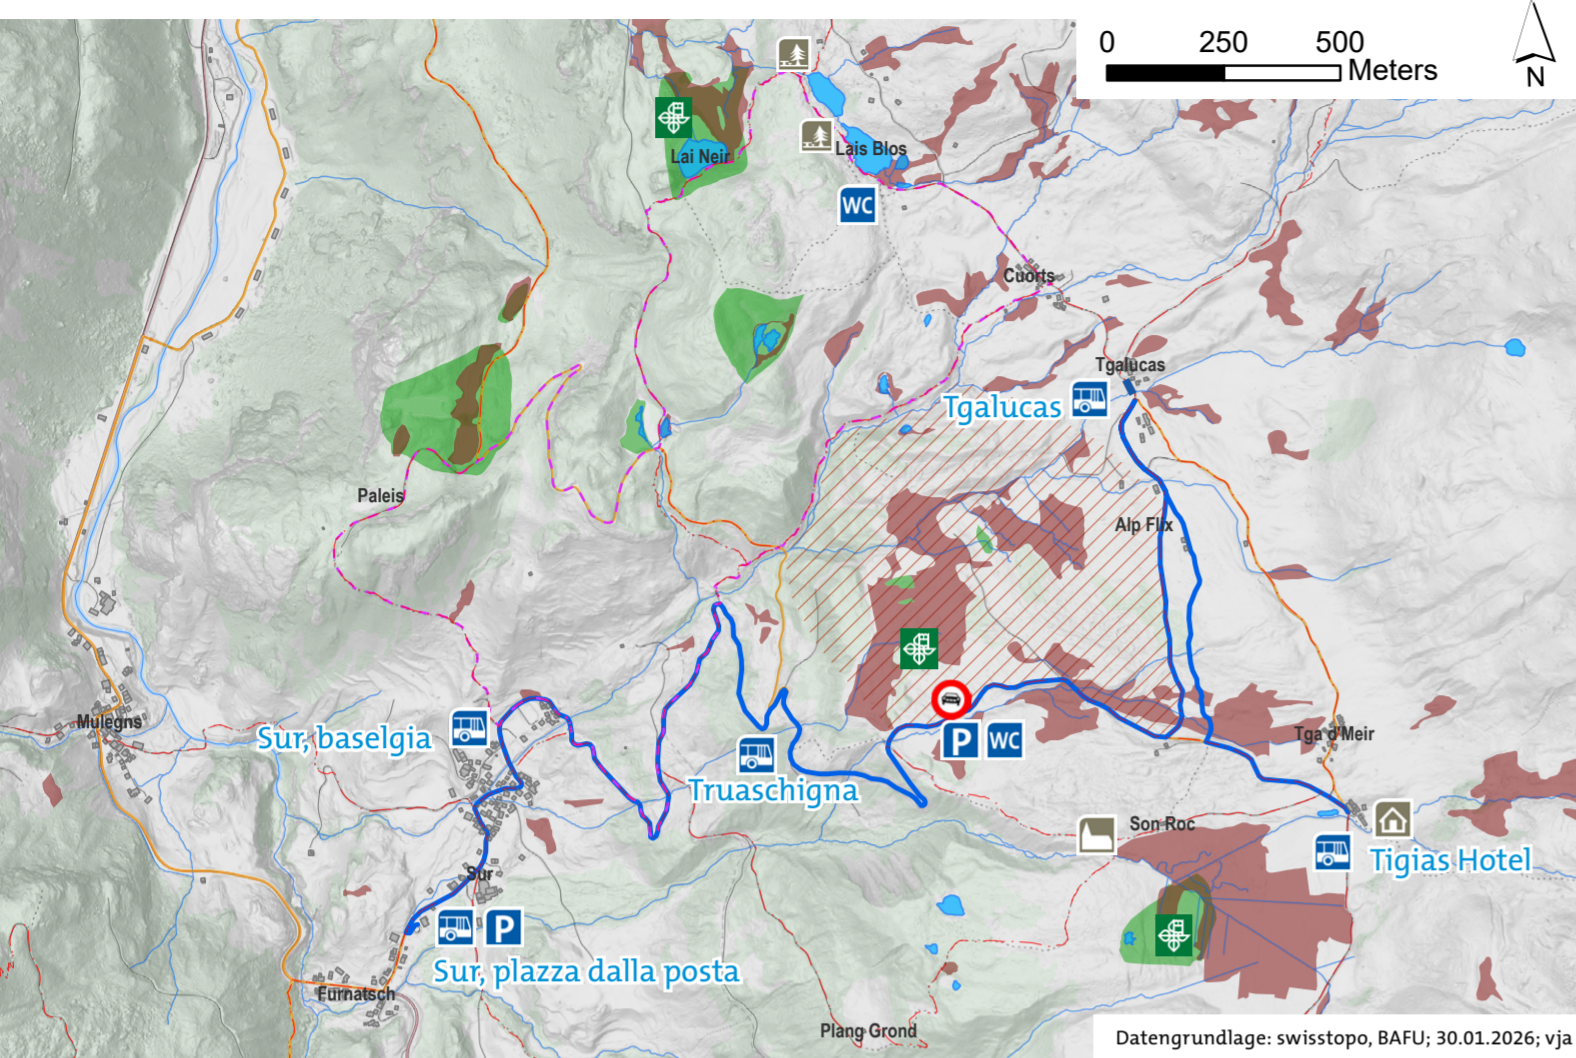 0 250 500
Meters
N
Lai Neir
Lais Blos
WC
Cuorts
Tgalucas
Tgalucas
Paleis
Alp Flix
Mulegns
Sur, baselgia
P WC
Tga d'Meir
Truaschigna
Son Roc
Tigias Hotel
Sur
P
Sur, plazza dalla posta
Furnatsch
Plang Grond
Datengrundlage: swisstopo, BAFU; 30.01.2026; vja